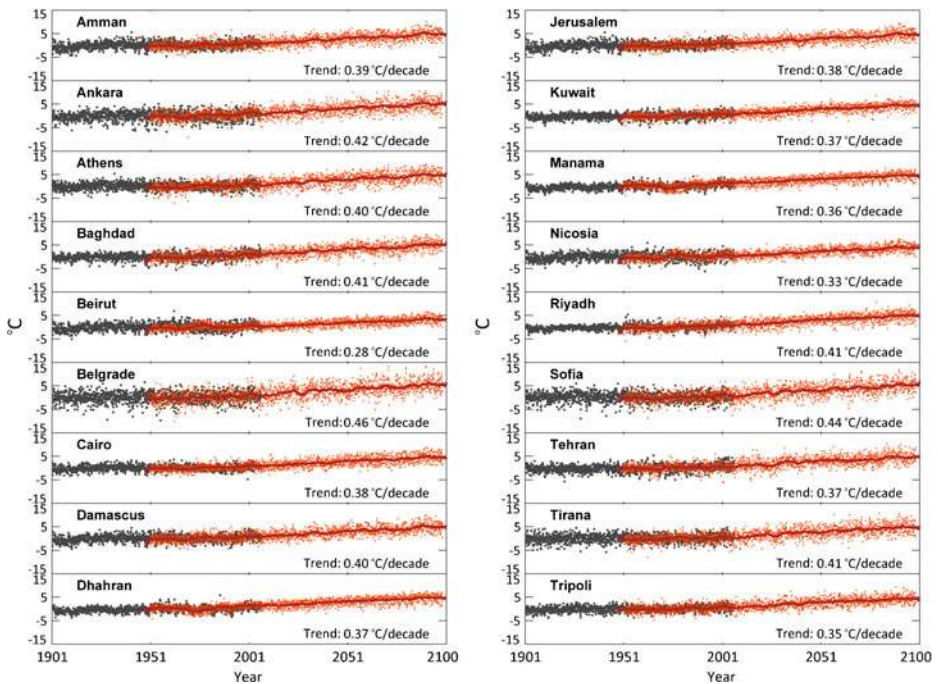 15
5
-5
-15
Amman
Trend: 0.39 °C/decade
15
5
-5
-15
Ankara
Trend: 0.42 °C/decade
15
5
-5
-15
Athens
Trend: 0.40 °C/decade
15
5
-5
-15
Baghdad
Trend: 0.41 °C/decade
15
5
-5
-15
Beirut
Trend: 0.28 °C/decade
15
5
-5
-15
Belgrade
Trend: 0.46 °C/decade
15
5
-5
-15
Cairo
Trend: 0.38 °C/decade
15
5
-5
-15
Damascus
Trend: 0.40 °C/decade
15
5
-5
-15
Dhahran
Trend: 0.37 °C/decade
°C
1901 1951 2001 2051 2100
Year
15
5
-5
-15
Jerusalem
Trend: 0.38 °C/decade
15
5
-5
-15
Kuwait
Trend: 0.37 °C/decade
15
5
-5
-15
Manama
Trend: 0.36 °C/decade
15
5
-5
-15
Nicosia
Trend: 0.33 °C/decade
15
5
-5
-15
Riyadh
Trend: 0.41 °C/decade
15
5
-5
-15
Sofia
Trend: 0.44 °C/decade
15
5
-5
-15
Tehran
Trend: 0.37 °C/decade
15
5
-5
-15
Tirana
Trend: 0.41 °C/decade
15
5
-5
-15
Tripoli
Trend: 0.35 °C/decade
°C
1901 1951 2001 2051 2100
Year